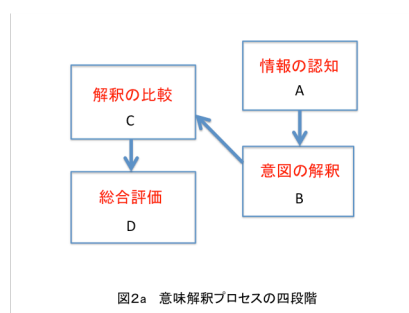 情報の認知
A
意図の解釈
B
解釈の比較
C
総合評価
D
図2a 意味解釈プロセスの四段階